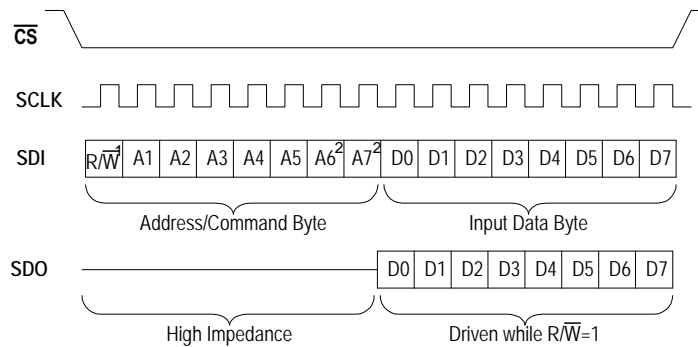 CS
SCLK
SDI R/W1 A1 A2 A3 A4 A5 A62 A72 D0 D1 D2 D3 D4 D5 D6 D7
Address/Command Byte Input Data Byte
SDO D0 D1 D2 D3 D4 D5 D6 D7
High Impedance Driven while R/W=1